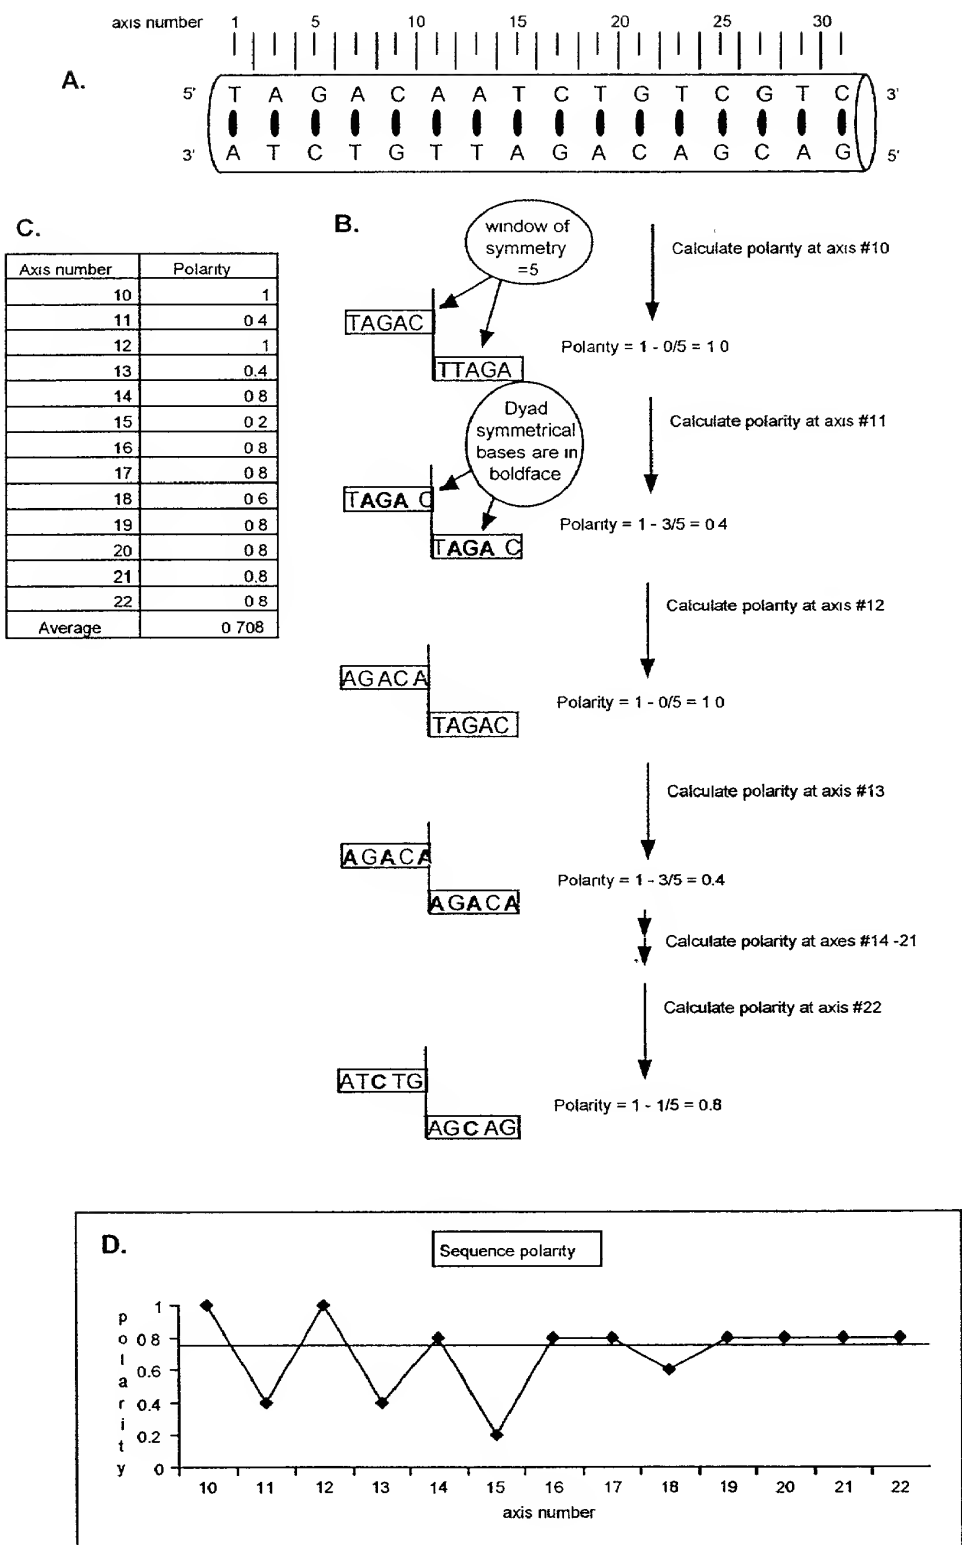 axis number 1 5 10 15 20 25 30
A.
5' T A G A C A A T C T G T C G T C 3'
3' A T C T G T T A G A C A G C A G 5'
C.
Axis number Polarity
10 1
11 0 4
12 1
13 0.4
14 0 8
15 0 2
16 0 8
17 0 8
18 0 6
19 0 8
20 0 8
21 0.8
22 0 8
Average 0 708
B.
window of
symmetry
=5
Calculate polarity at axis #10
TAGAC
TTAGA
Polarity = 1 - 0/5 = 1 0
Dyad
symmetrical
bases are in
boldface
Calculate polarity at axis #11
TAGA C
TAGA C
Polarity = 1 - 3/5 = 0 4
Calculate polarity at axis #12
AG AC A
TAGAC
Polarity = 1 - 0/5 = 1 0
Calculate polarity at axis #13
A G A C A
A G A C A
Polarity = 1 - 3/5 = 0.4
Calculate polarity at axes #14 -21
Calculate polarity at axis #22
ATC TG
AGC AG
Polarity = 1 - 1/5 = 0.8
D.
Sequence polarity
polarity
1
0 8
0.6
0.4
0.2
0
10 11 12 13 14 15 16 17 18 19 20 21 22
axis number